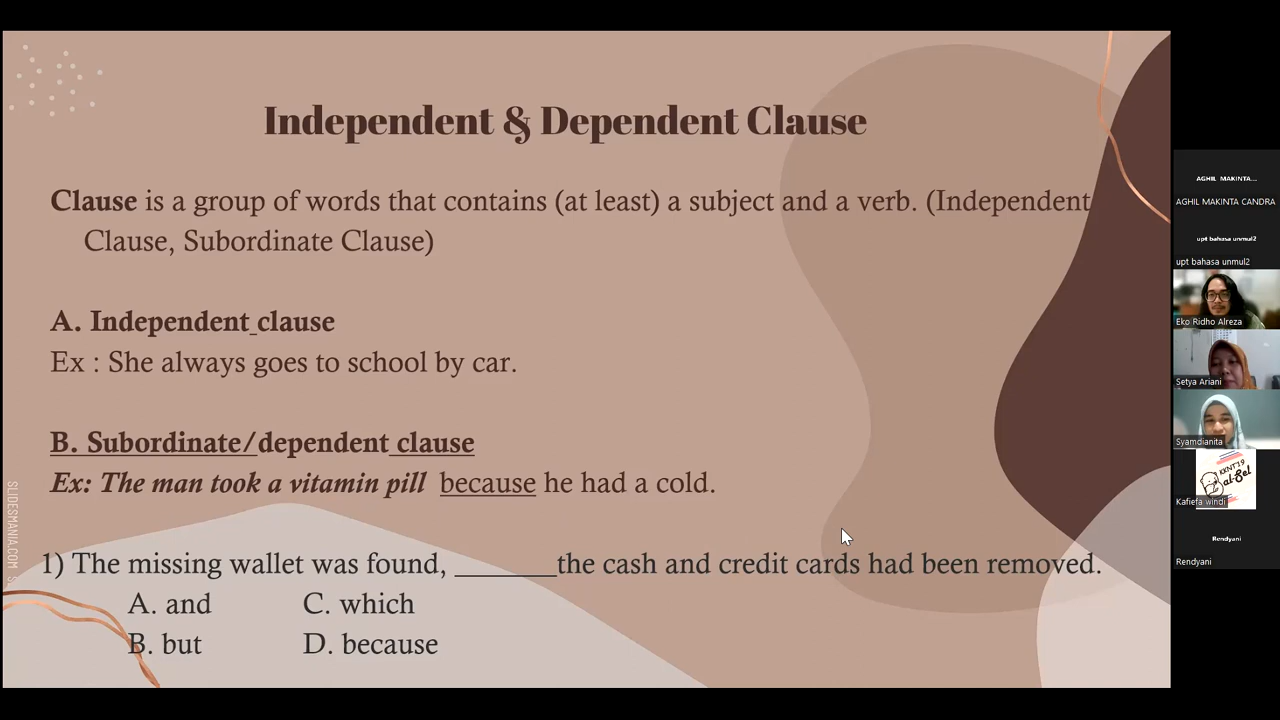 Independent & Dependent Clause
Clause is a group of words that contains (at least) a subject and a verb. (Independent
Clause, Subordinate Clause)
A. Independent clause
Ex : She always goes to school by car.
B. Subordinate/dependent clause
Ex: The man took a vitamin pill because he had a cold.
1) The missing wallet was found, _______the cash and credit cards had been removed.
A. and C. which
B. but D. because
SLIDESMANIA.COM
AGHIL MAKINTA...
AGHIL MAKINTA CANDRA
upt bahasa unmul2
upt bahasa unmul2
Eko Ridho Alreza
Setya Ariani
Syamdianita
KKNT19
al-Gel
Kafiefa windi
Rendyani
Rendyani